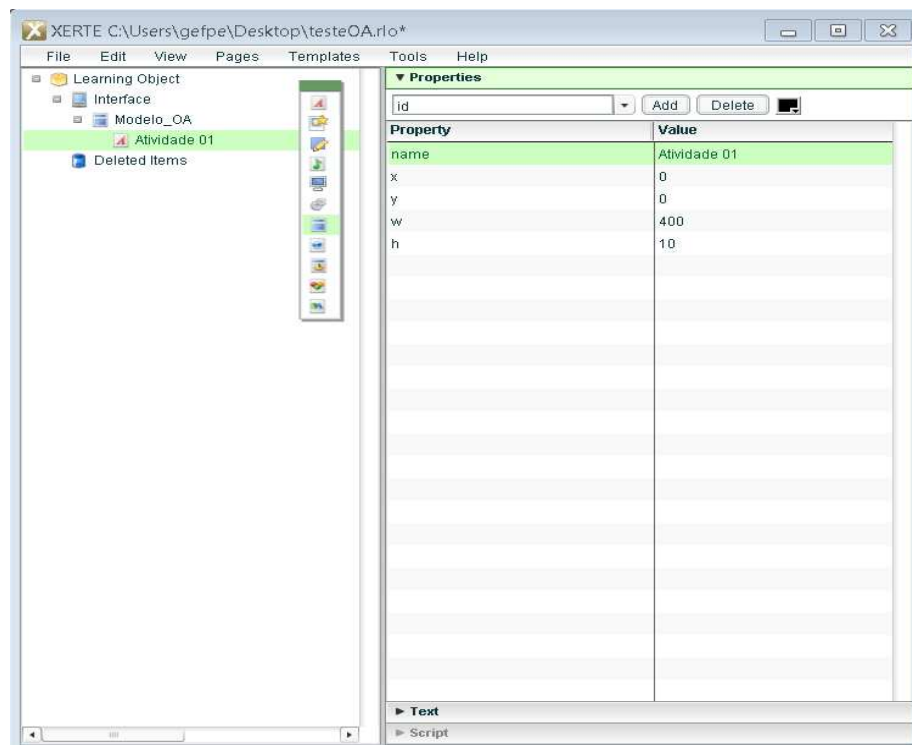 XERTE C:\Users\gefpe\Desktop\testeOA.rlo*
File Edit View Pages Templates Tools Help
Learning Object
Interface
Modelo_OA
Atividade 01
Deleted Items
Properties
id Add Delete
Property Value
name Atividade 01
x 0
y 0
w 400
h 10
Text
Script